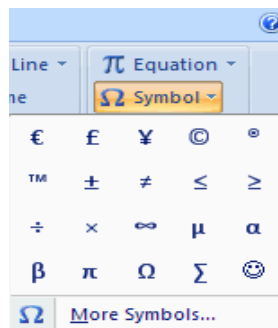 Line π Equation
ne Ω Symbol
€ £ ¥ © ®
™ ± ≠ ≤ ≥
÷ × ∞ µ α
β π Ω ∑ ☺
Ω More Symbols...